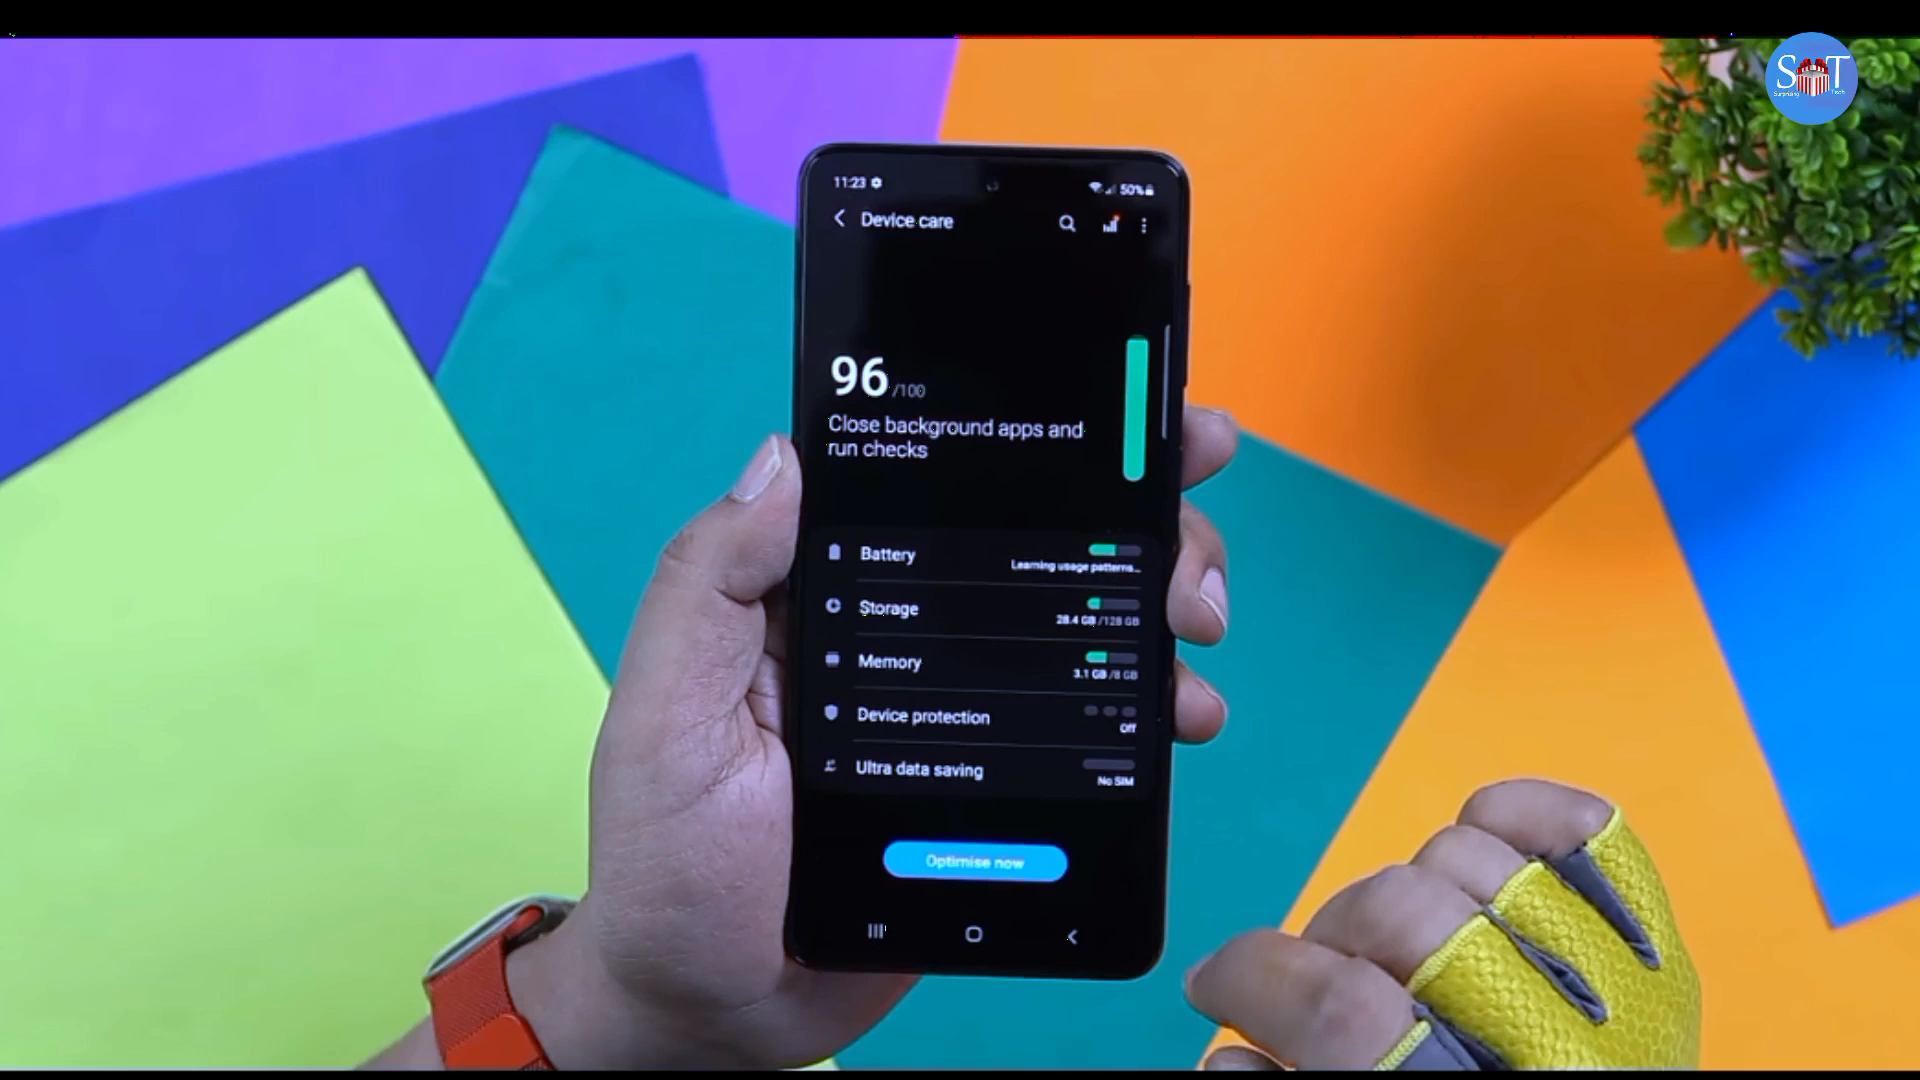 S T
Surprising Tech
11:23
50%
Device care
96 /100
Close background apps and
run checks
Battery
Learning usage patterns...
Storage
28.4 GB /128 GB
Memory
3.1 GB /8 GB
Device protection
Off
Ultra data saving
No SIM
Optimise now